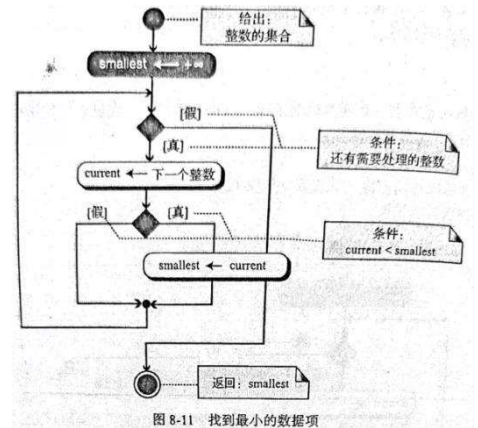 给出：
整数的集合
smallest ← +∞
[假]
[真]
条件：
还有需要处理的整数
current ← 下一个整数
[假]
[真]
条件：
current < smallest
smallest ← current
返回：smallest
图 8-11 找到最小的数据项